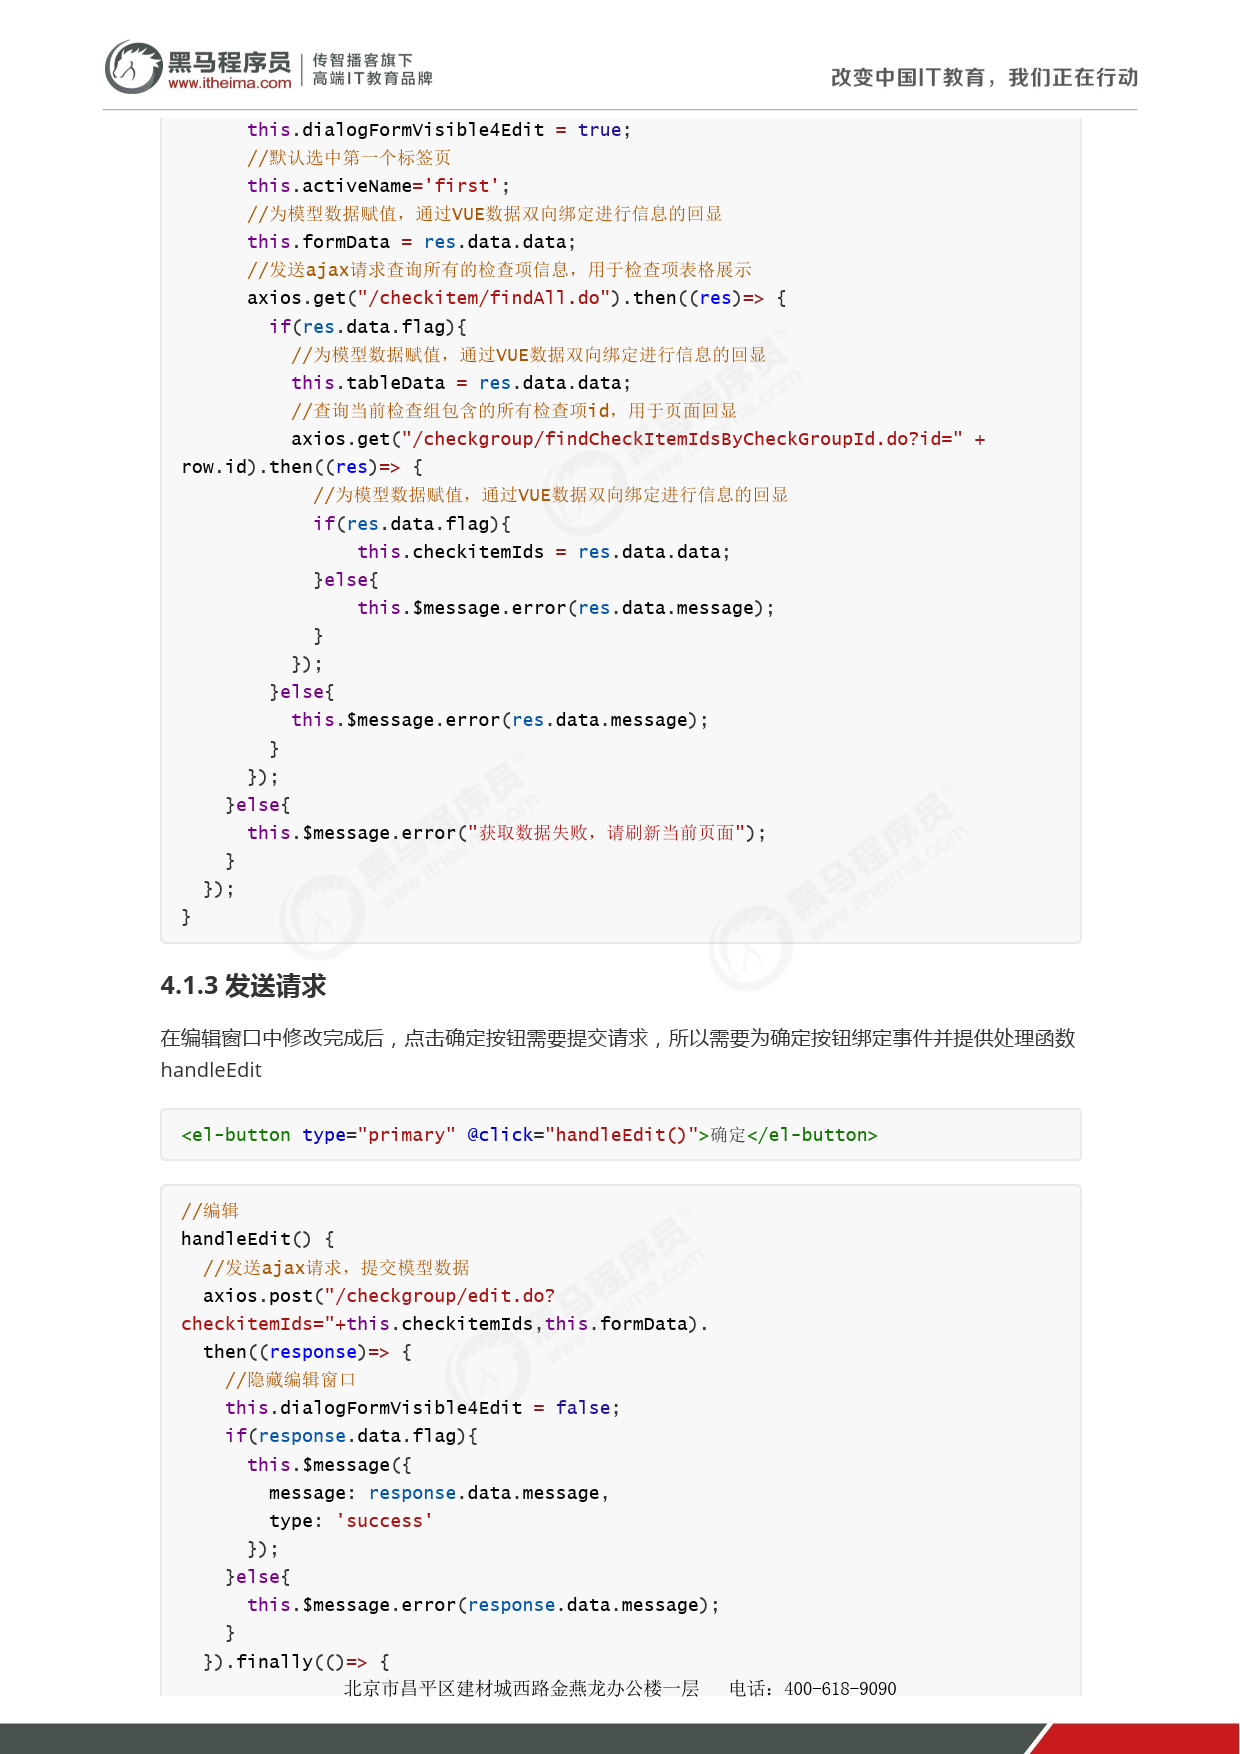 黑马程序员
www.itheima.com
传智播客旗下
高端IT教育品牌
改变中国IT教育，我们正在行动
this.dialogFormVisible4Edit = true;
//默认选中第一个标签页
this.activeName='first';
//为模型数据赋值，通过VUE数据双向绑定进行信息的回显
this.formData = res.data.data;
//发送ajax请求查询所有的检查项信息，用于检查项表格展示
axios.get("/checkitem/findAll.do").then((res)=> {
if(res.data.flag){
//为模型数据赋值，通过VUE数据双向绑定进行信息的回显
this.tableData = res.data.data;
//查询当前检查组包含的所有检查项id，用于页面回显
axios.get("/checkgroup/findCheckItemIdsByCheckGroupId.do?id=" +
row.id).then((res)=> {
//为模型数据赋值，通过VUE数据双向绑定进行信息的回显
if(res.data.flag){
this.checkitemIds = res.data.data;
}else{
this.$message.error(res.data.message);
}
});
}else{
this.$message.error(res.data.message);
}
});
}else{
this.$message.error("获取数据失败，请刷新当前页面");
}
});
}
4.1.3 发送请求
在编辑窗口中修改完成后，点击确定按钮需要提交请求，所以需要为确定按钮绑定事件并提供处理函数
handleEdit
<el-button type="primary" @click="handleEdit()">确定</el-button>
//编辑
handleEdit() {
//发送ajax请求，提交模型数据
axios.post("/checkgroup/edit.do?
checkitemIds="+this.checkitemIds,this.formData).
then((response)=> {
//隐藏编辑窗口
this.dialogFormVisible4Edit = false;
if(response.data.flag){
this.$message({
message: response.data.message,
type: 'success'
});
}else{
this.$message.error(response.data.message);
}
}).finally(()=> {
北京市昌平区建材城西路金燕龙办公楼一层 电话：400-618-9090